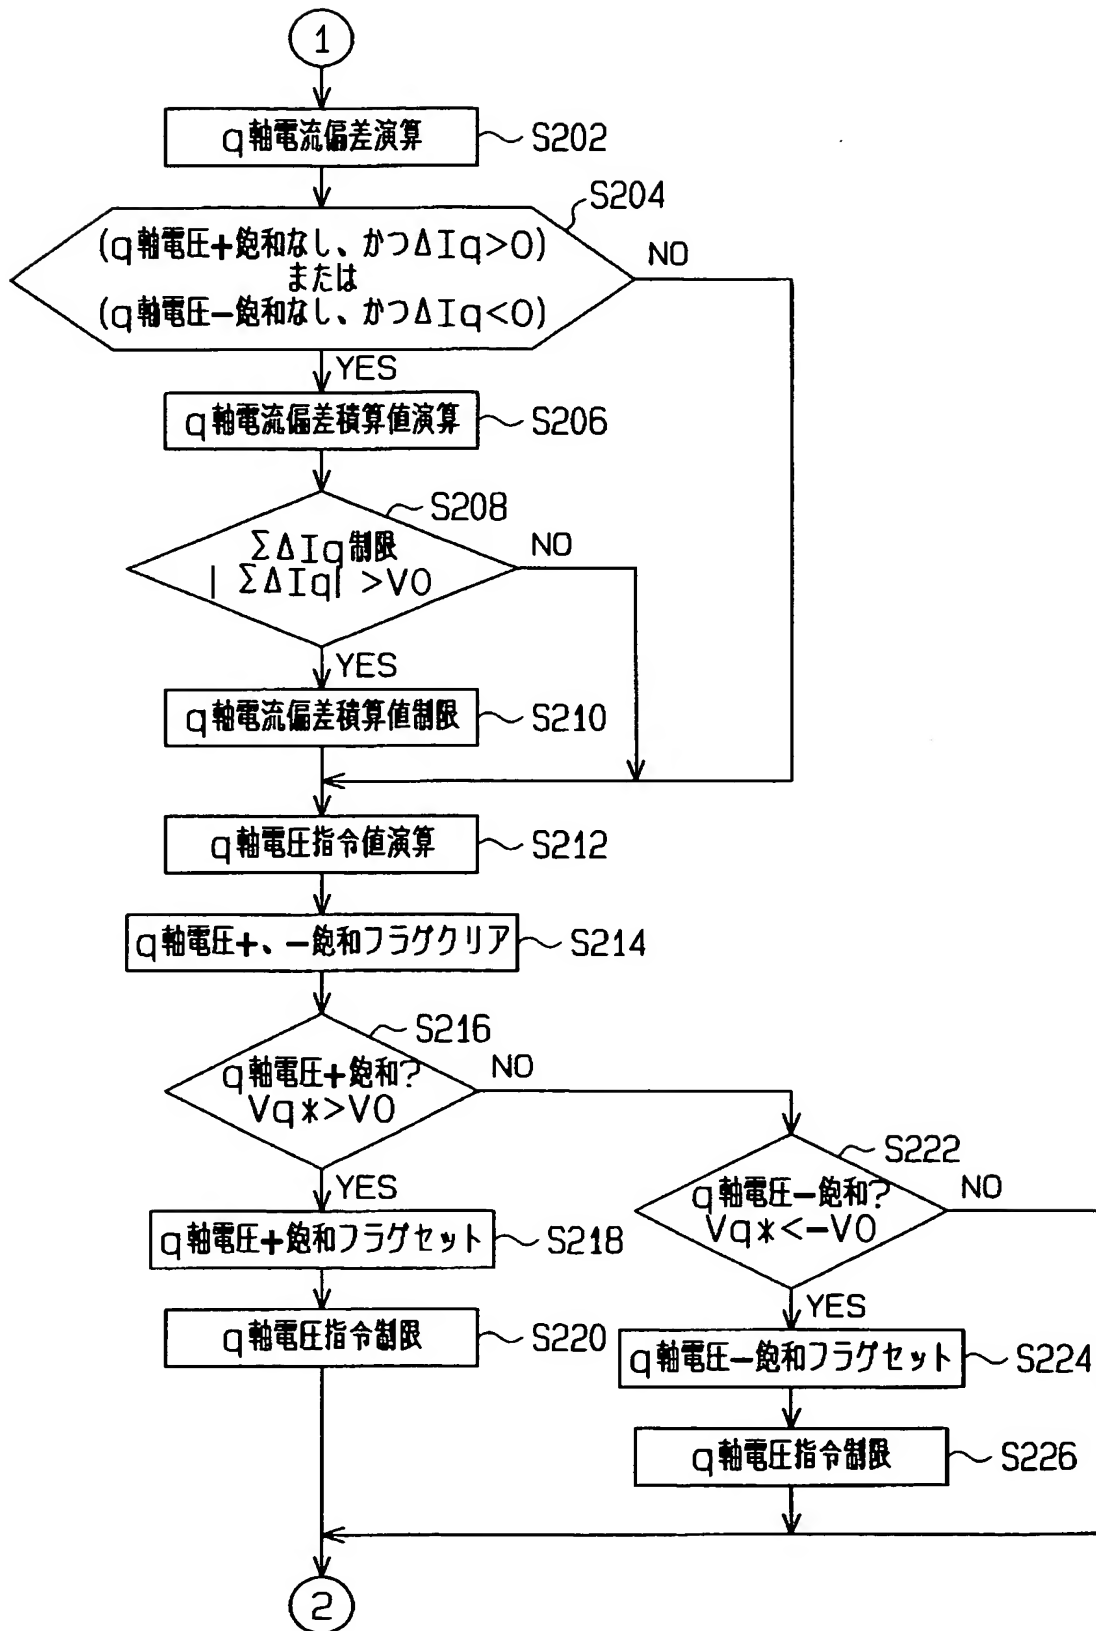 1
q軸電流偏差演算
S202
S204
(q軸電圧+飽和なし、かつΔIq>0)
または
(q軸電圧−飽和なし、かつΔIq<0)
NO
YES
q軸電流偏差積算値演算
S206
S208
ΣΔIq制限
| ΣΔIq| >V0
NO
YES
q軸電流偏差積算値制限
S210
q軸電圧指令値演算
S212
q軸電圧+、−飽和フラグクリア
S214
S216
q軸電圧+飽和?
Vq*>V0
NO
YES
S222
q軸電圧−飽和?
Vq*<−V0
NO
YES
q軸電圧+飽和フラグセット
S218
q軸電圧指令制限
S220
q軸電圧−飽和フラグセット
S224
q軸電圧指令制限
S226
2